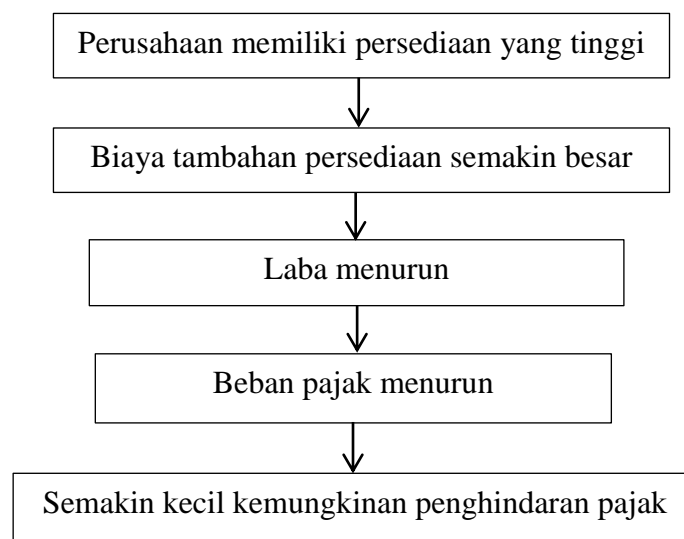 Perusahaan memiliki persediaan yang tinggi
Biaya tambahan persediaan semakin besar
Laba menurun
Beban pajak menurun
Semakin kecil kemungkinan penghindaran pajak